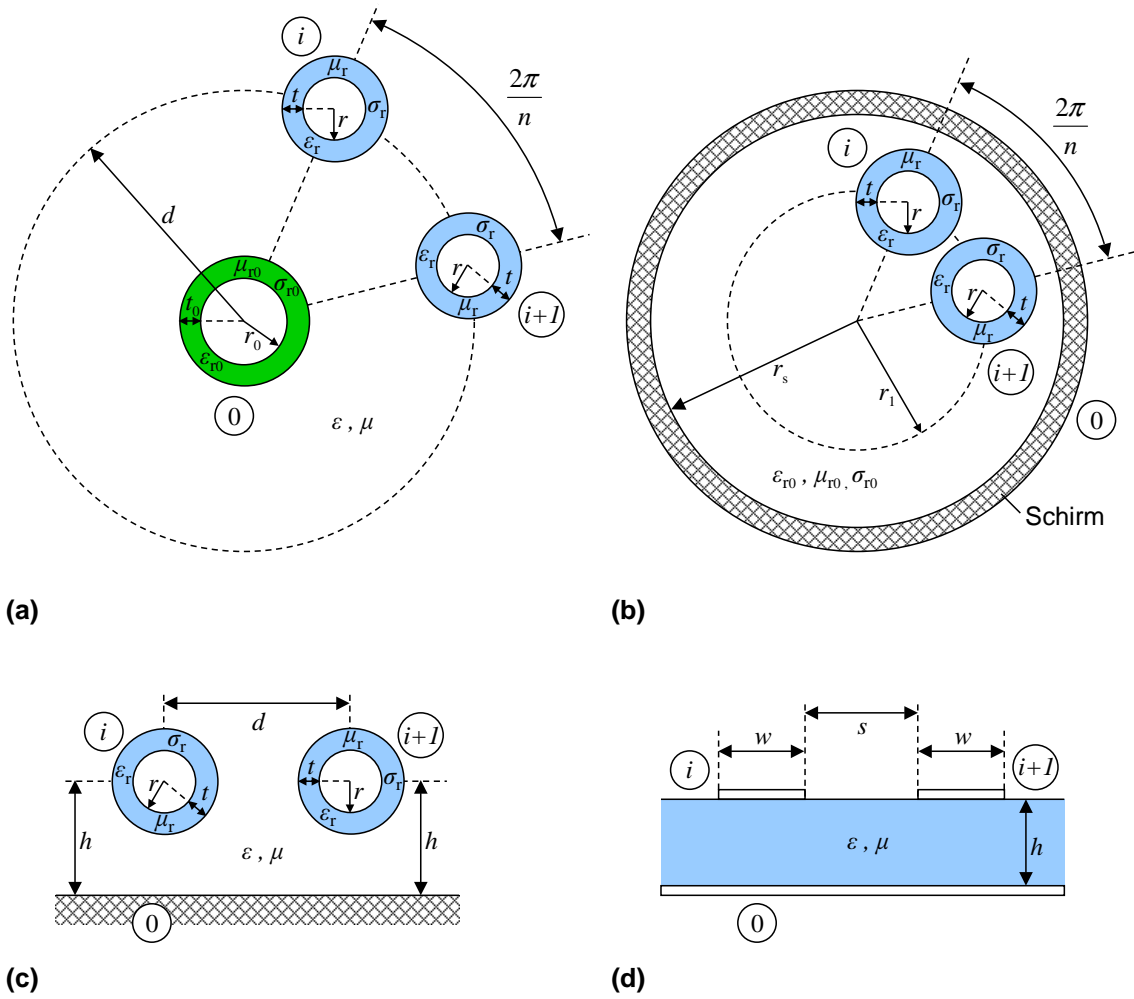 i
μr
t
σr
r
εr
2π
n
d
σr
εr
r
t
μr
i+1
μr0
σr0
t0
r0
εr0
0
ε , μ
(a)
2π
n
i
μr
t
σr
r
εr
σr
εr
r
t
μr
i+1
rs
r1
0
εr0 , μr0, σr0
Schirm
(b)
d
i
σr
εr
r
t
μr
i+1
μr
t
σr
r
εr
h
ε , μ
h
0
(c)
s
w
w
i
i+1
ε , μ
h
0
(d)